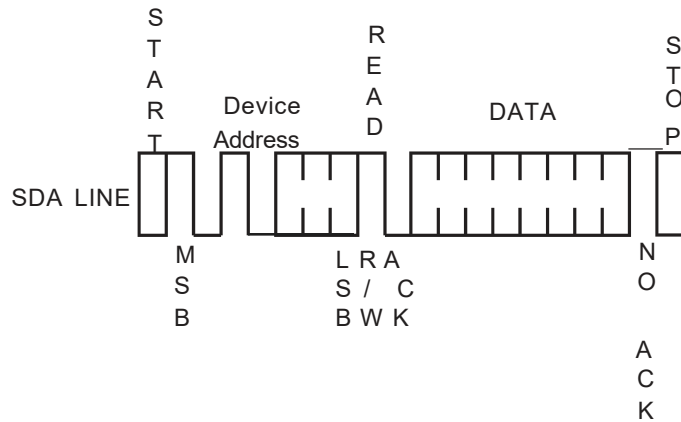 START
READ
STOP
Device
Address
DATA
SDA LINE
MSB
LSB
R/W
ACK
NO ACK